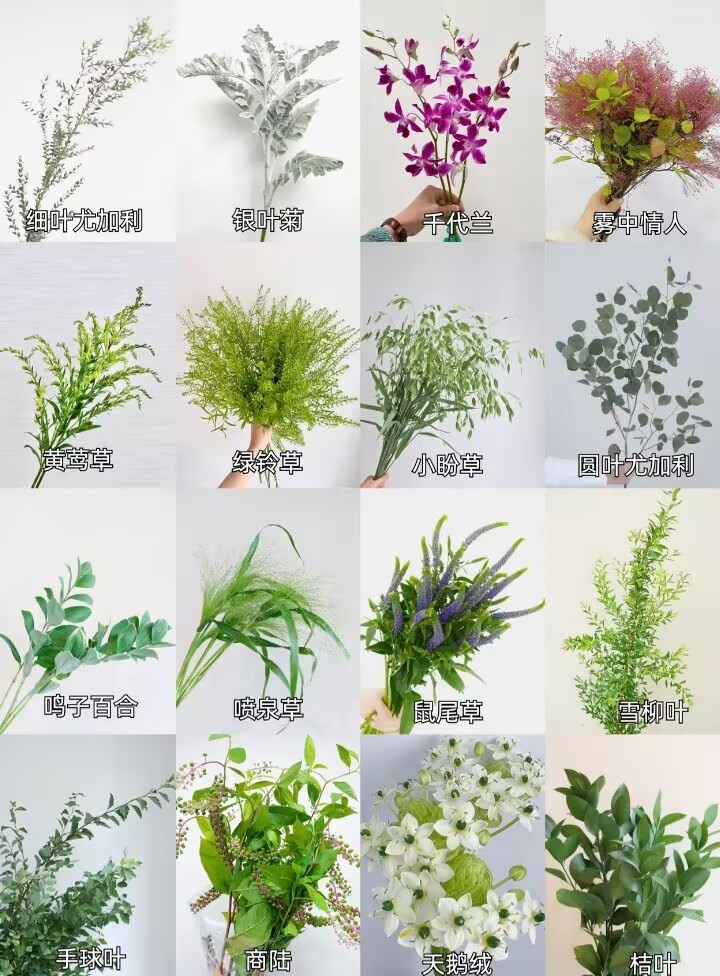 细叶尤加利
银叶菊
千代兰
雾中情人
黄莺草
绿铃草
小盼草
圆叶尤加利
鸣子百合
喷泉草
鼠尾草
雪柳叶
手球叶
商陆
天鹅绒
桔叶